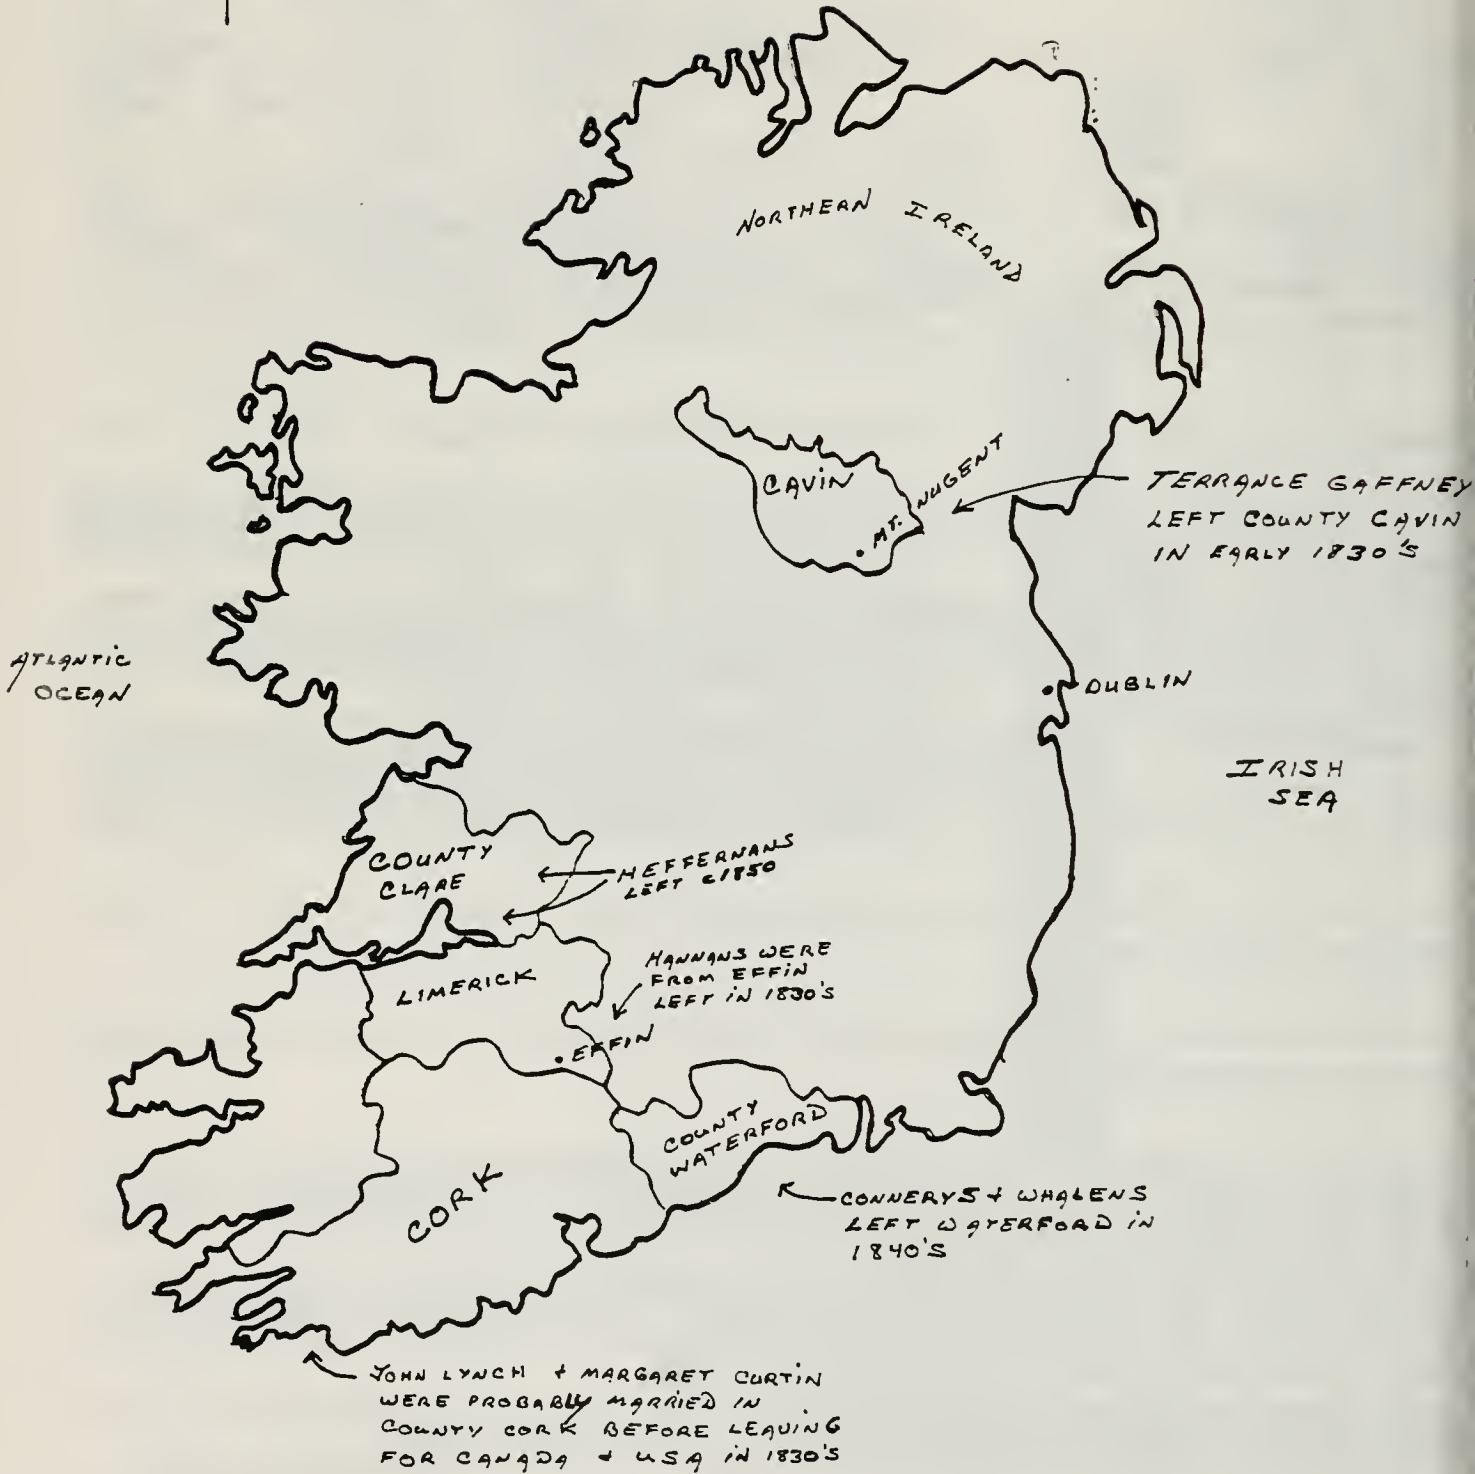 NORTHERN IRELAND
CAVIN
MT. NUGENT
TERRANCE GAFFNEY
LEFT COUNTY CAVIN
IN EARLY 1830'S
ATLANTIC
OCEAN
DUBLIN
IRISH
SEA
COUNTY
CLARE
HEFFERNANS
LEFT c1850
HANNANS WERE
FROM EFFIN
LEFT IN 1830'S
LIMERICK
EFFIN
COUNTY
WATERFORD
CORK
CONNERYS + WHALENS
LEFT WATERFORD IN
1840'S
JOHN LYNCH + MARGARET CURTIN
WERE PROBABLY MARRIED IN
COUNTY CORK BEFORE LEAVING
FOR CANADA + USA IN 1830'S